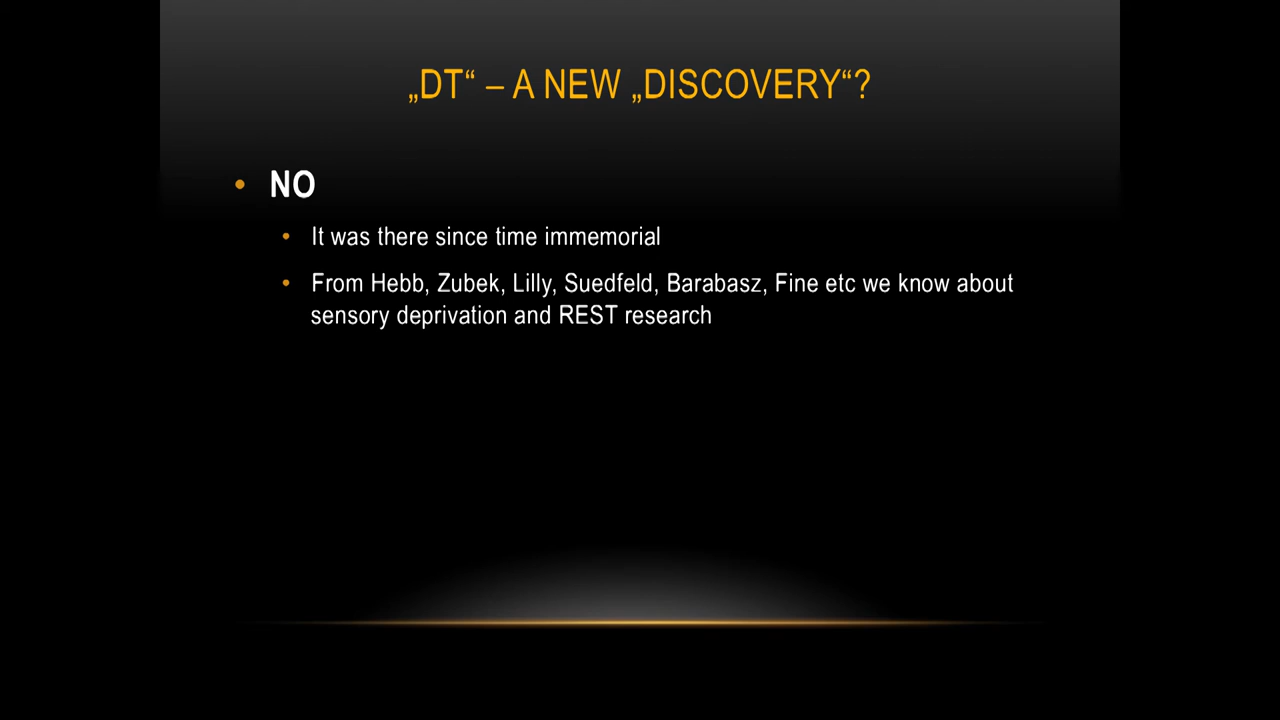 „DT“ – A NEW „DISCOVERY“?
• NO
• It was there since time immemorial
• From Hebb, Zubek, Lilly, Suedfeld, Barabasz, Fine etc we know about
sensory deprivation and REST research